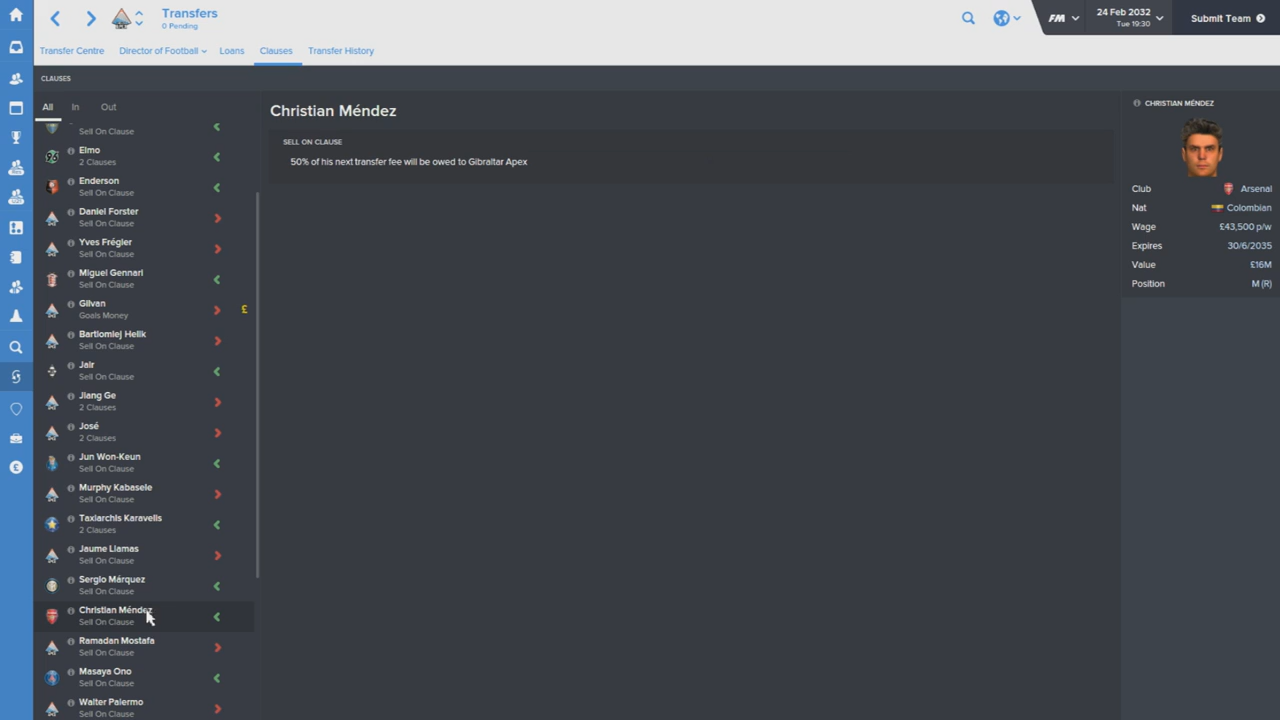 Transfers
0 Pending
FM
24 Feb 2032
Tue 19:30
Submit Team
Transfer Centre
Director of Football
Loans
Clauses
Transfer History
CLAUSES
All
In
Out
Sell On Clause
Elmo
2 Clauses
Enderson
Sell On Clause
Daniel Forster
Sell On Clause
Yves Frégler
Sell On Clause
Miguel Gennari
Sell On Clause
Gilvan
Goals Money
£
Bartlomiej Helik
Sell On Clause
Jair
Sell On Clause
Jiang Ge
2 Clauses
José
2 Clauses
Jun Won-Keun
Sell On Clause
Murphy Kabasele
Sell On Clause
Taxiarchis Karavelis
2 Clauses
Jaume Llamas
Sell On Clause
Sergio Márquez
Sell On Clause
Christian Méndez
Sell On Clause
Ramadan Mostafa
Sell On Clause
Masaya Ono
Sell On Clause
Walter Palermo
Sell On Clause
Christian Méndez
SELL ON CLAUSE
50% of his next transfer fee will be owed to Gibraltar Apex
CHRISTIAN MÉNDEZ
Club Arsenal
Nat Colombian
Wage £43,500 p/w
Expires 30/6/2035
Value £16M
Position M (R)